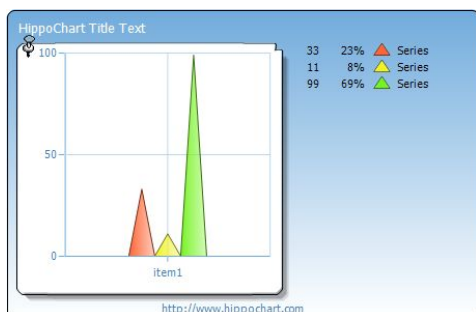 HippoChart Title Text
100
50
0
item1
33 23% Series
11 8% Series
99 69% Series
http://www.hippochart.com